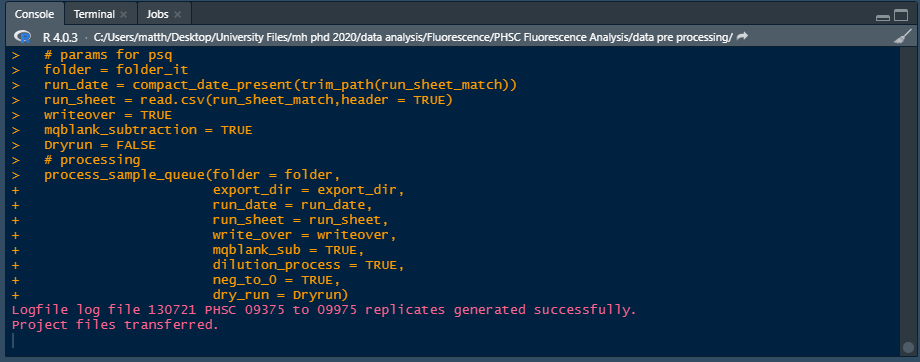 Console Terminal × Jobs ×
R 4.0.3 · C:/Users/matth/Desktop/University Files/mh phd 2020/data analysis/Fluorescence/PHSC Fluorescence Analysis/data pre processing/
>   # params for psq
>   folder = folder_it
>   run_date = compact_date_present(trim_path(run_sheet_match))
>   run_sheet = read.csv(run_sheet_match,header = TRUE)
>   writeover = TRUE
>   mqblank_subtraction = TRUE
>   Dryrun = FALSE
>   # processing
>   process_sample_queue(folder = folder,
+                        export_dir = export_dir,
+                        run_date = run_date,
+                        run_sheet = run_sheet,
+                        write_over = writeover,
+                        mqblank_sub = TRUE,
+                        dilution_process = TRUE,
+                        neg_to_0 = TRUE,
+                        dry_run = Dryrun)
Logfile log file 130721 PHSC 09375 to 09975 replicates generated successfully.
Project files transferred.